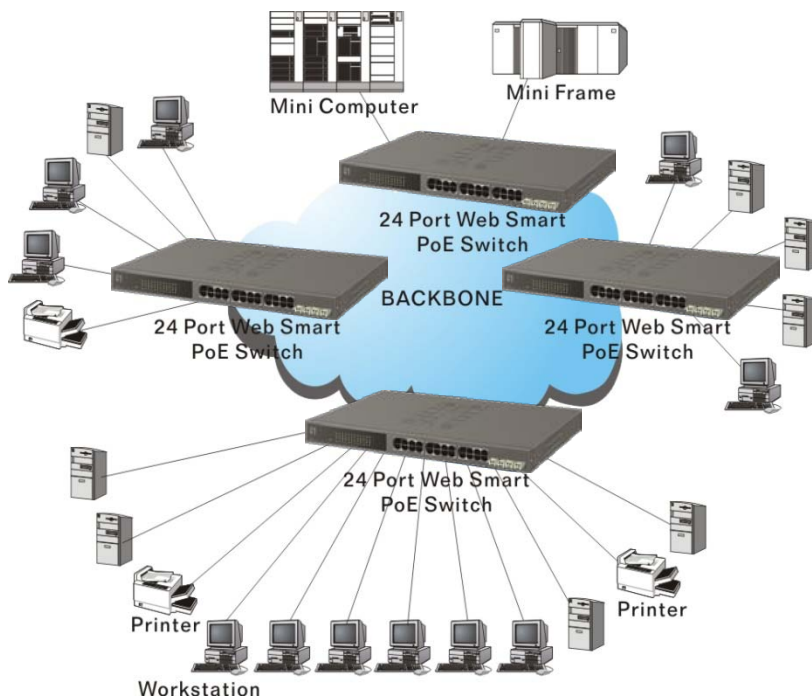 Mini Computer
Mini Frame
24 Port Web Smart
PoE Switch
BACKBONE
24 Port Web Smart
PoE Switch
24 Port Web Smart
PoE Switch
24 Port Web Smart
PoE Switch
Printer
Printer
Workstation